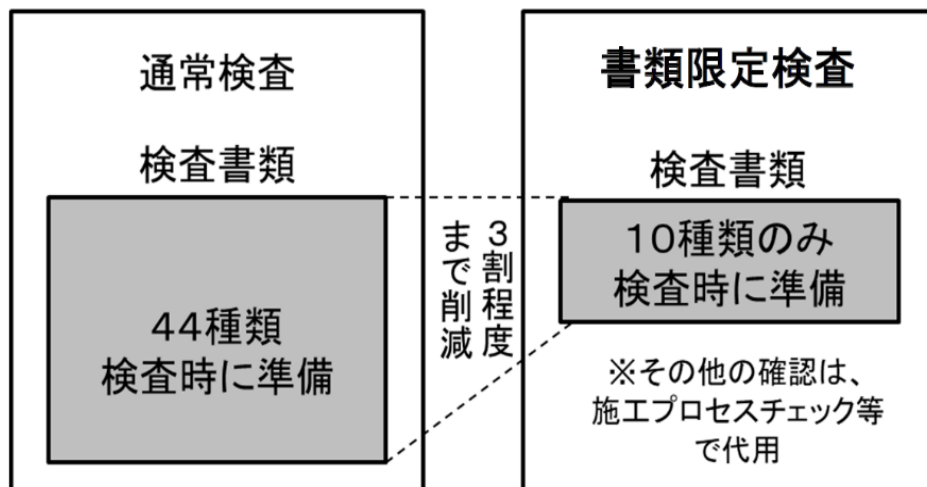 通常検査
検査書類
44種類
検査時に準備
3割程度
まで削減
書類限定検査
検査書類
10種類のみ
検査時に準備
※その他の確認は、
施工プロセスチェック等
で代用